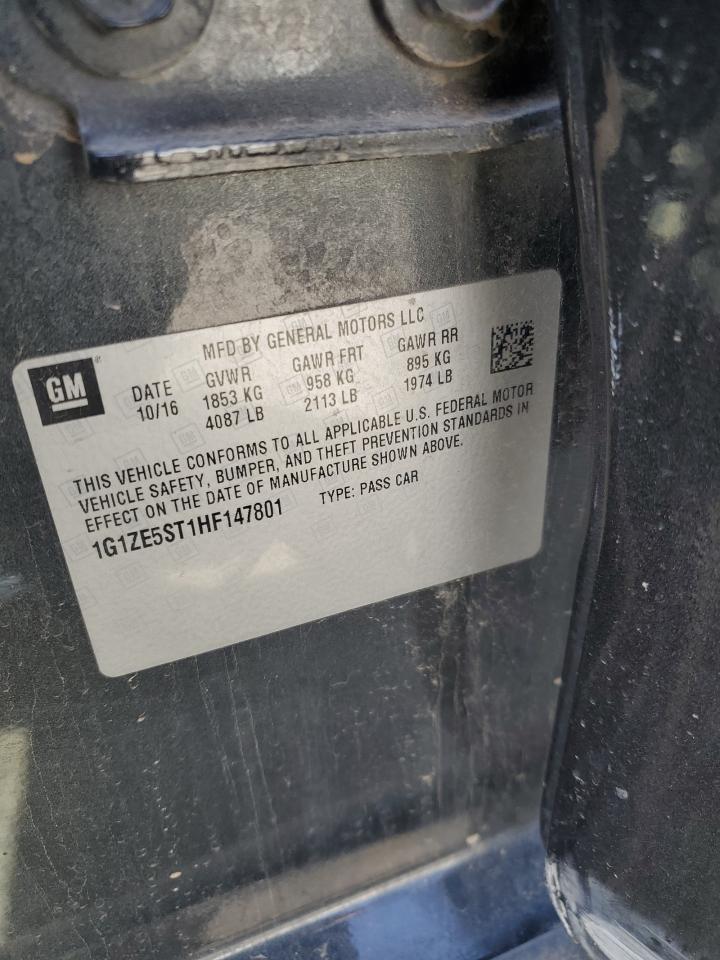 GM
MFD BY GENERAL MOTORS LLC
DATE GVWR GAWR FRT GAWR RR
10/16 1853 KG 958 KG 895 KG
4087 LB 2113 LB 1974 LB
THIS VEHICLE CONFORMS TO ALL APPLICABLE U.S. FEDERAL MOTOR
VEHICLE SAFETY, BUMPER, AND THEFT PREVENTION STANDARDS IN
EFFECT ON THE DATE OF MANUFACTURE SHOWN ABOVE.
1G1ZE5ST1HF147801 TYPE: PASS CAR